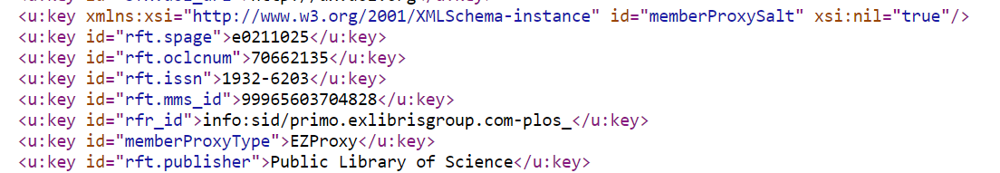 <u:key xmlns:xsi="http://www.w3.org/2001/XMLSchema-instance" id="memberProxySalt" xsi:nil="true"/>
<u:key id="rft.spage">e0211025</u:key>
<u:key id="rft.oclcnum">70662135</u:key>
<u:key id="rft.issn">1932-6203</u:key>
<u:key id="rft.mms_id">99965603704828</u:key>
<u:key id="rfr_id">info:sid/primo.exlibrisgroup.com-plos_</u:key>
<u:key id="memberProxyType">EZProxy</u:key>
<u:key id="rft.publisher">Public Library of Science</u:key>